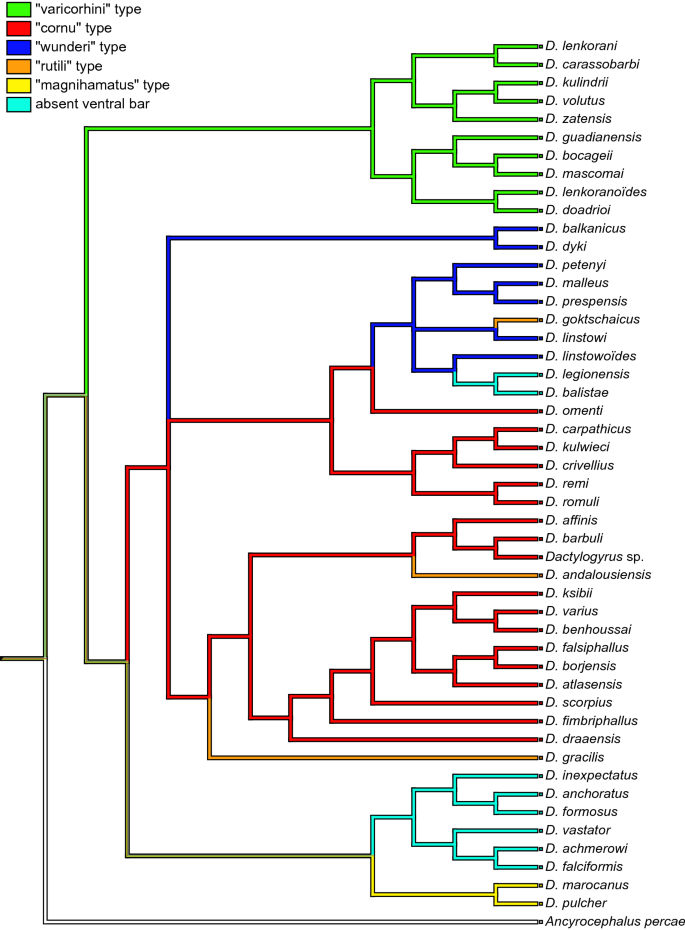 "varicorhini" type
"cornu" type
"wunderi" type
"rutili" type
"magnihamatus" type
absent ventral bar
D. lenkorani
D. carassobarbi
D. kulindrii
D. volutus
D. zatensis
D. guadianensis
D. bocageii
D. mascomai
D. lenkoranoïdes
D. doadrioi
D. balkanicus
D. dyki
D. petenyi
D. malleus
D. prespensis
D. goktschaicus
D. linstowi
D. linstowoïdes
D. legionensis
D. balistae
D. omenti
D. carpathicus
D. kulwieci
D. crivellius
D. remi
D. romuli
D. affinis
D. barbuli
Dactylogyrus sp.
D. andalousiensis
D. ksibii
D. varius
D. benhoussai
D. falsiphallus
D. borjensis
D. atlasensis
D. scorpius
D. fimbriphallus
D. draaensis
D. gracilis
D. inexpectatus
D. anchoratus
D. formosus
D. vastator
D. achmerowi
D. falciformis
D. marocanus
D. pulcher
Ancyrocephalus percae